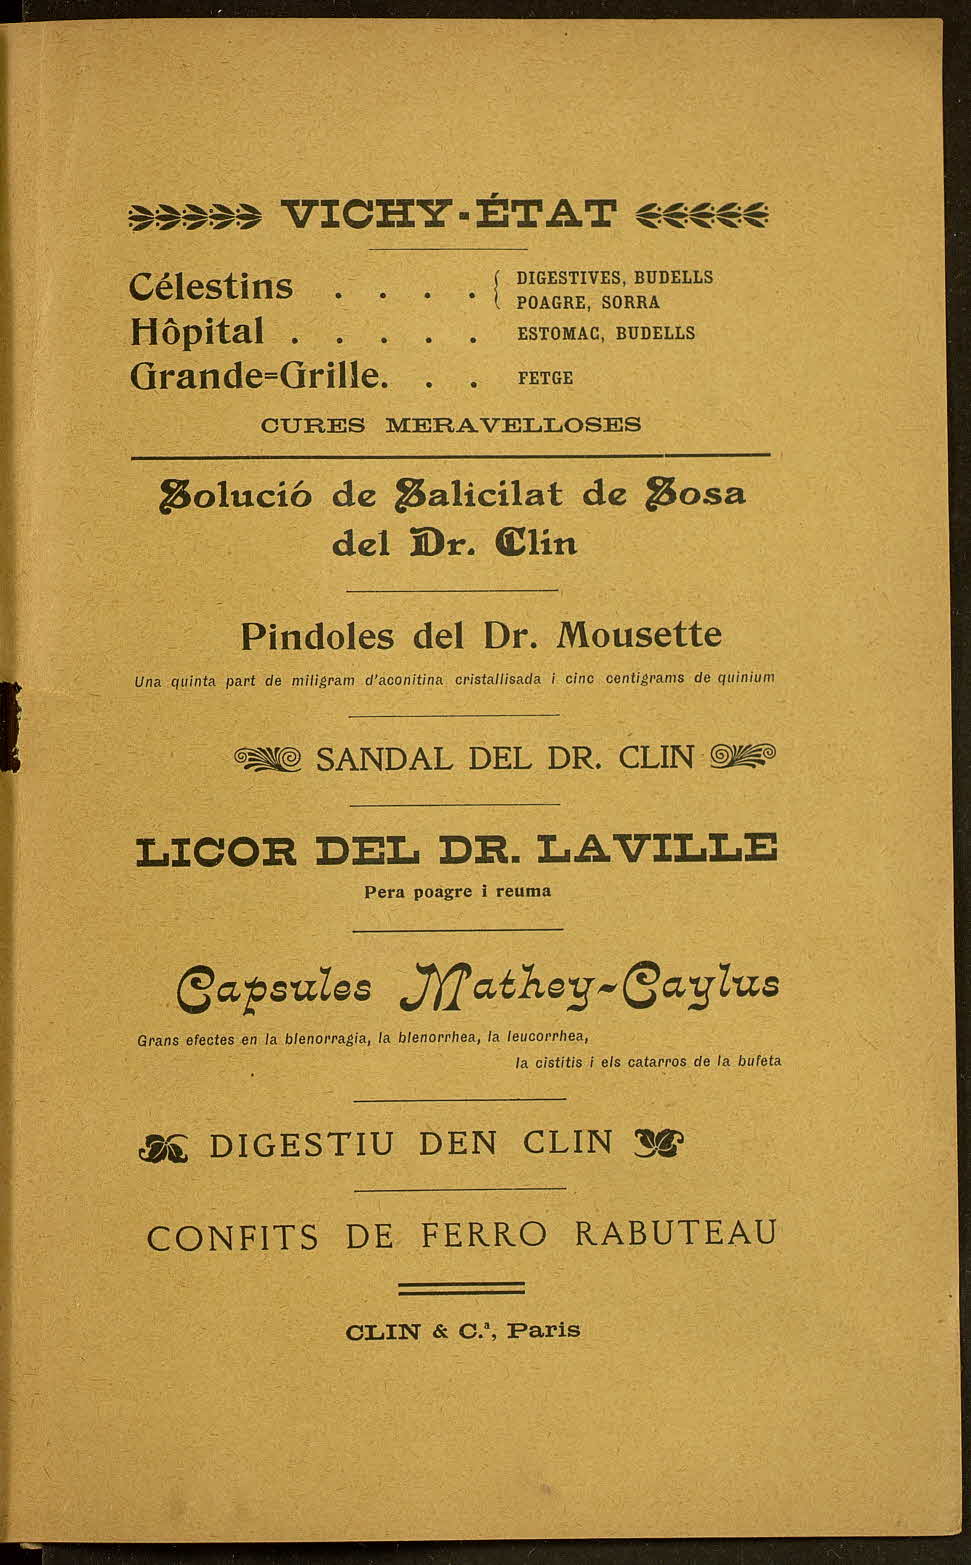 VICHY-ÉTAT
Célestins . . . . { DIGESTIVES, BUDELLS
POAGRE, SORRA
Hôpital . . . . . ESTOMAC, BUDELLS
Grande=Grille. . . FETGE
CURES MERAVELLOSES
Solució de Salicilat de Sosa
del Dr. Clin
Pindoles del Dr. Mousette
Una quinta part de miligram d'aconitina cristallisada i cinc centigrams de quinium
SANDAL DEL DR. CLIN
LICOR DEL DR. LAVILLE
Pera poagre i reuma
Capsules Mathey-Caylus
Grans efectes en la blenorragia, la blenorrhea, la leucorrhea,
la cistitis i els catarros de la bufeta
DIGESTIU DEN CLIN
CONFITS DE FERRO RABUTEAU
CLIN & C.ª, Paris